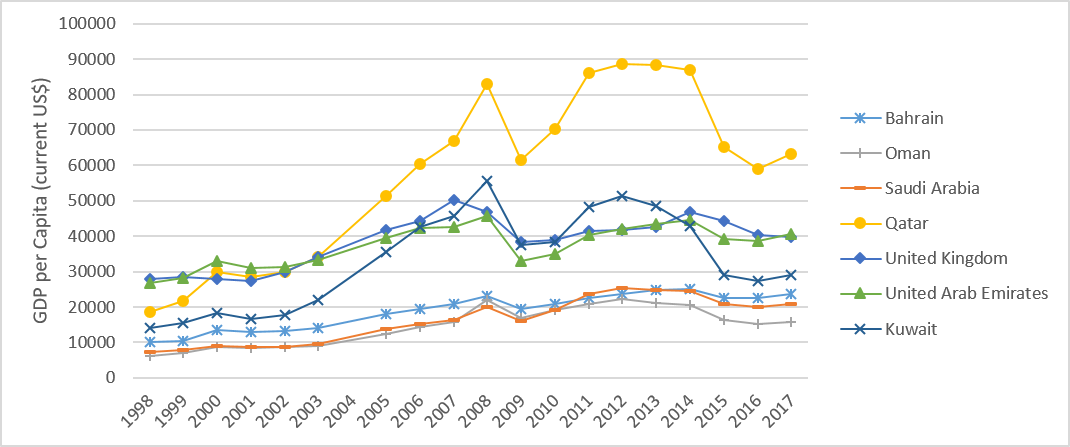 GDP per Capita (current US$)
100000
90000
80000
70000
60000
50000
40000
30000
20000
10000
0
1998 1999 2000 2001 2002 2003 2004 2005 2006 2007 2008 2009 2010 2011 2012 2013 2014 2015 2016 2017
Bahrain
Oman
Saudi Arabia
Qatar
United Kingdom
United Arab Emirates
Kuwait